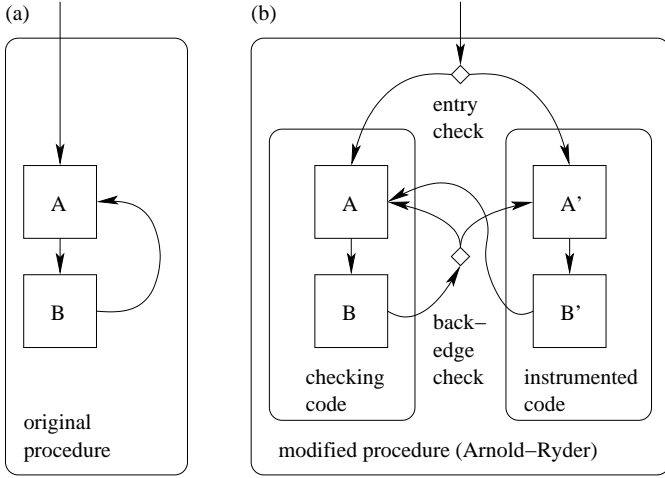 (a)
A
B
original
procedure
(b)
entry
check
A
A'
B
B'
back–
edge
check
checking
code
instrumented
code
modified procedure (Arnold–Ryder)